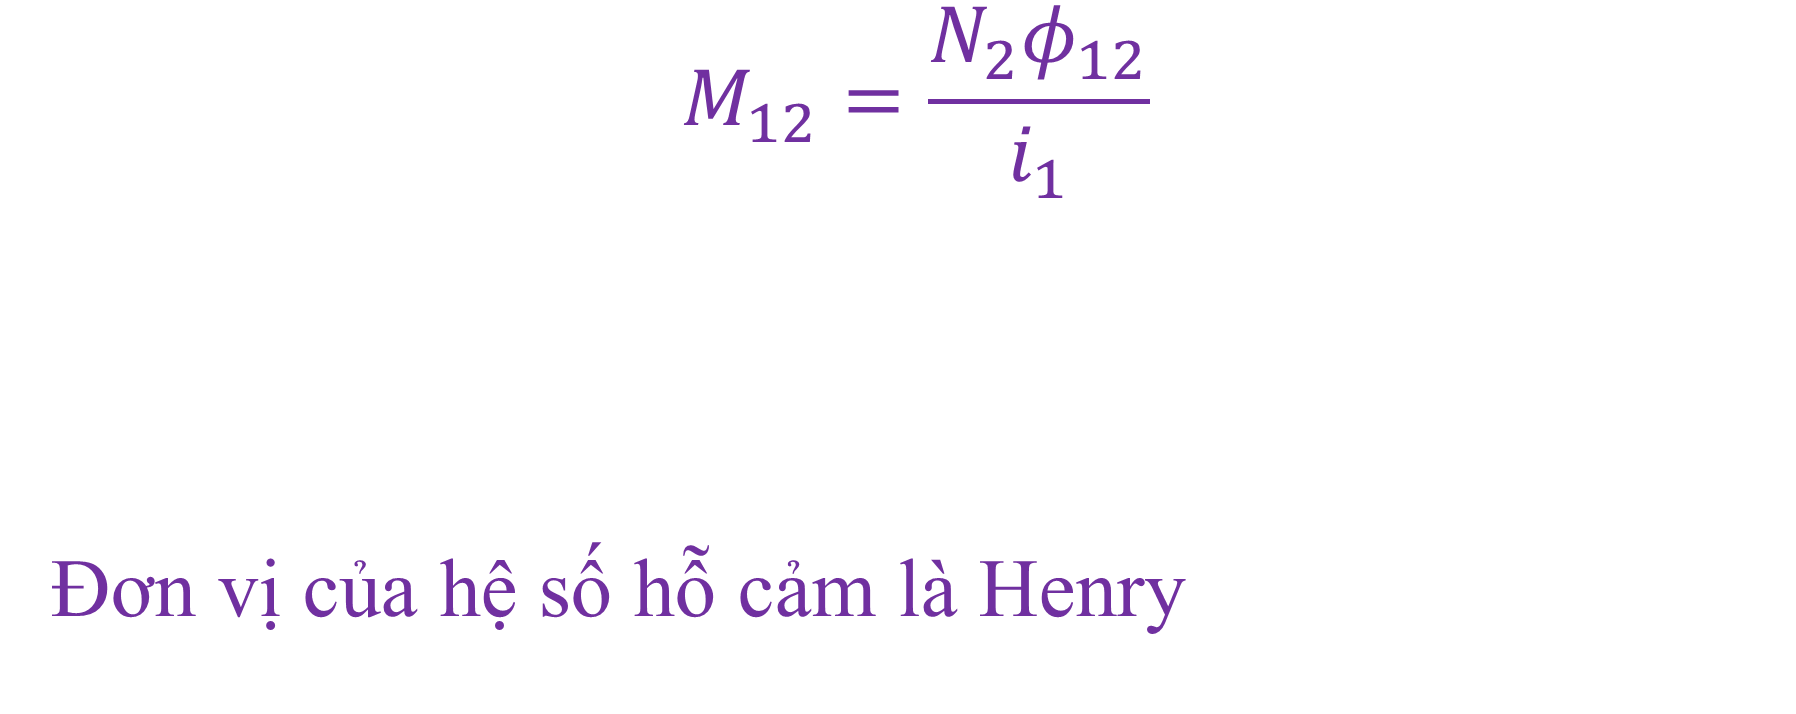 M₁₂ = N₂ϕ₁₂ / i₁
Đơn vị của hệ số hỗ cảm là Henry